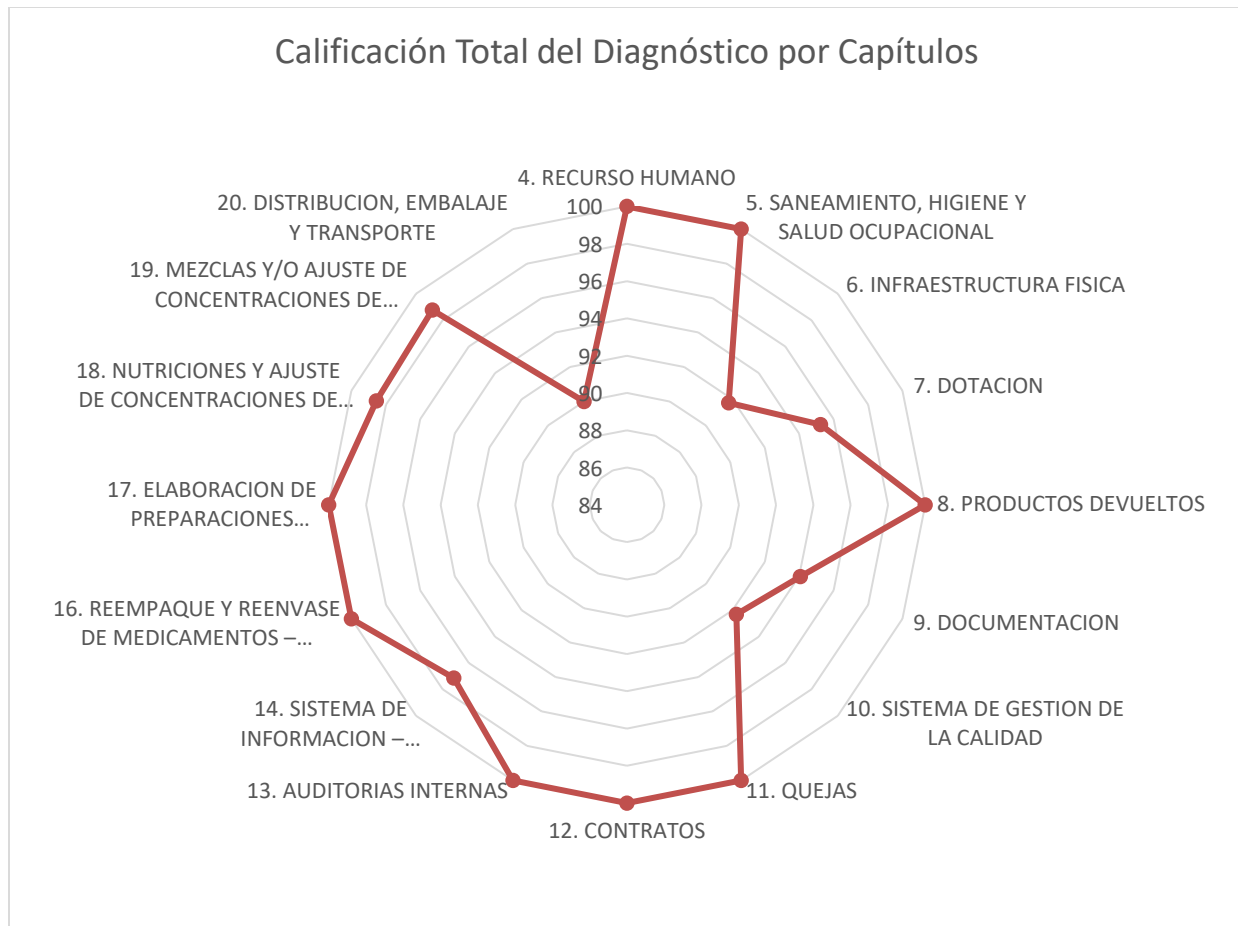 Calificación Total del Diagnóstico por Capítulos
4. RECURSO HUMANO
5. SANEAMIENTO, HIGIENE Y
SALUD OCUPACIONAL
6. INFRAESTRUCTURA FISICA
7. DOTACION
8. PRODUCTOS DEVUELTOS
9. DOCUMENTACION
10. SISTEMA DE GESTION DE
LA CALIDAD
11. QUEJAS
12. CONTRATOS
13. AUDITORIAS INTERNAS
14. SISTEMA DE
INFORMACION –...
16. REEMPAQUE Y REENVASE
DE MEDICAMENTOS –...
17. ELABORACION DE
PREPARACIONES...
18. NUTRICIONES Y AJUSTE
DE CONCENTRACIONES DE...
19. MEZCLAS Y/O AJUSTE DE
CONCENTRACIONES DE...
20. DISTRIBUCION, EMBALAJE
Y TRANSPORTE
100
98
96
94
92
90
88
86
84